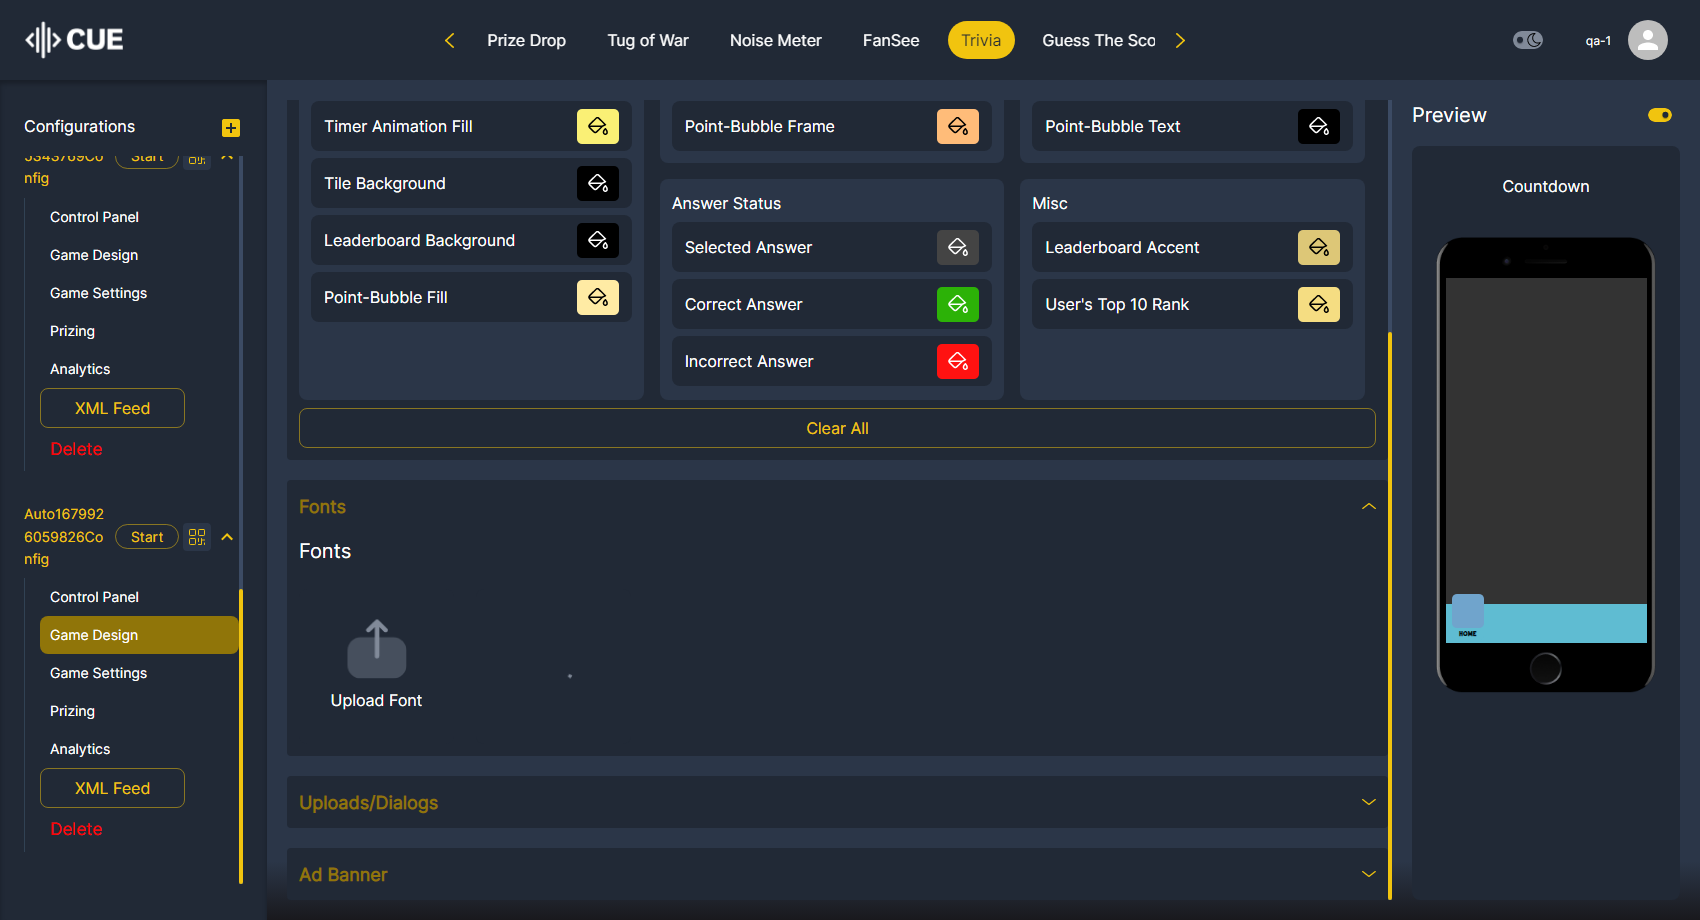 CUE
Prize Drop
Tug of War
Noise Meter
FanSee
Trivia
Guess The Sco
qa-1
Configurations
5343769Co
nfig
Start
Control Panel
Game Design
Game Settings
Prizing
Analytics
XML Feed
Delete
Auto167992
6059826Co
nfig
Start
Control Panel
Game Design
Game Settings
Prizing
Analytics
XML Feed
Delete
Timer Animation Fill
Tile Background
Leaderboard Background
Point-Bubble Fill
Point-Bubble Frame
Answer Status
Selected Answer
Correct Answer
Incorrect Answer
Point-Bubble Text
Misc
Leaderboard Accent
User's Top 10 Rank
Clear All
Fonts
Fonts
Upload Font
Uploads/Dialogs
Ad Banner
Preview
Countdown
HOME